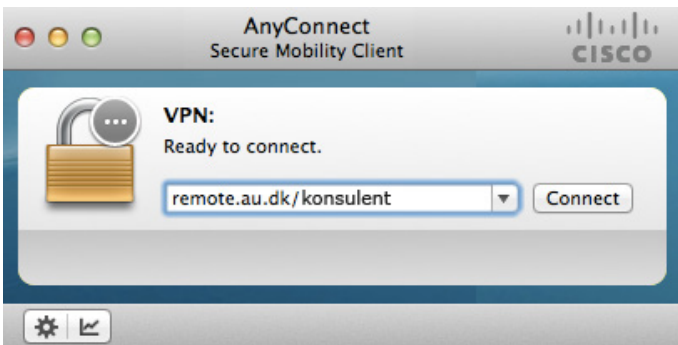 AnyConnect
Secure Mobility Client
CISCO
VPN:
Ready to connect.
remote.au.dk/konsulent
Connect